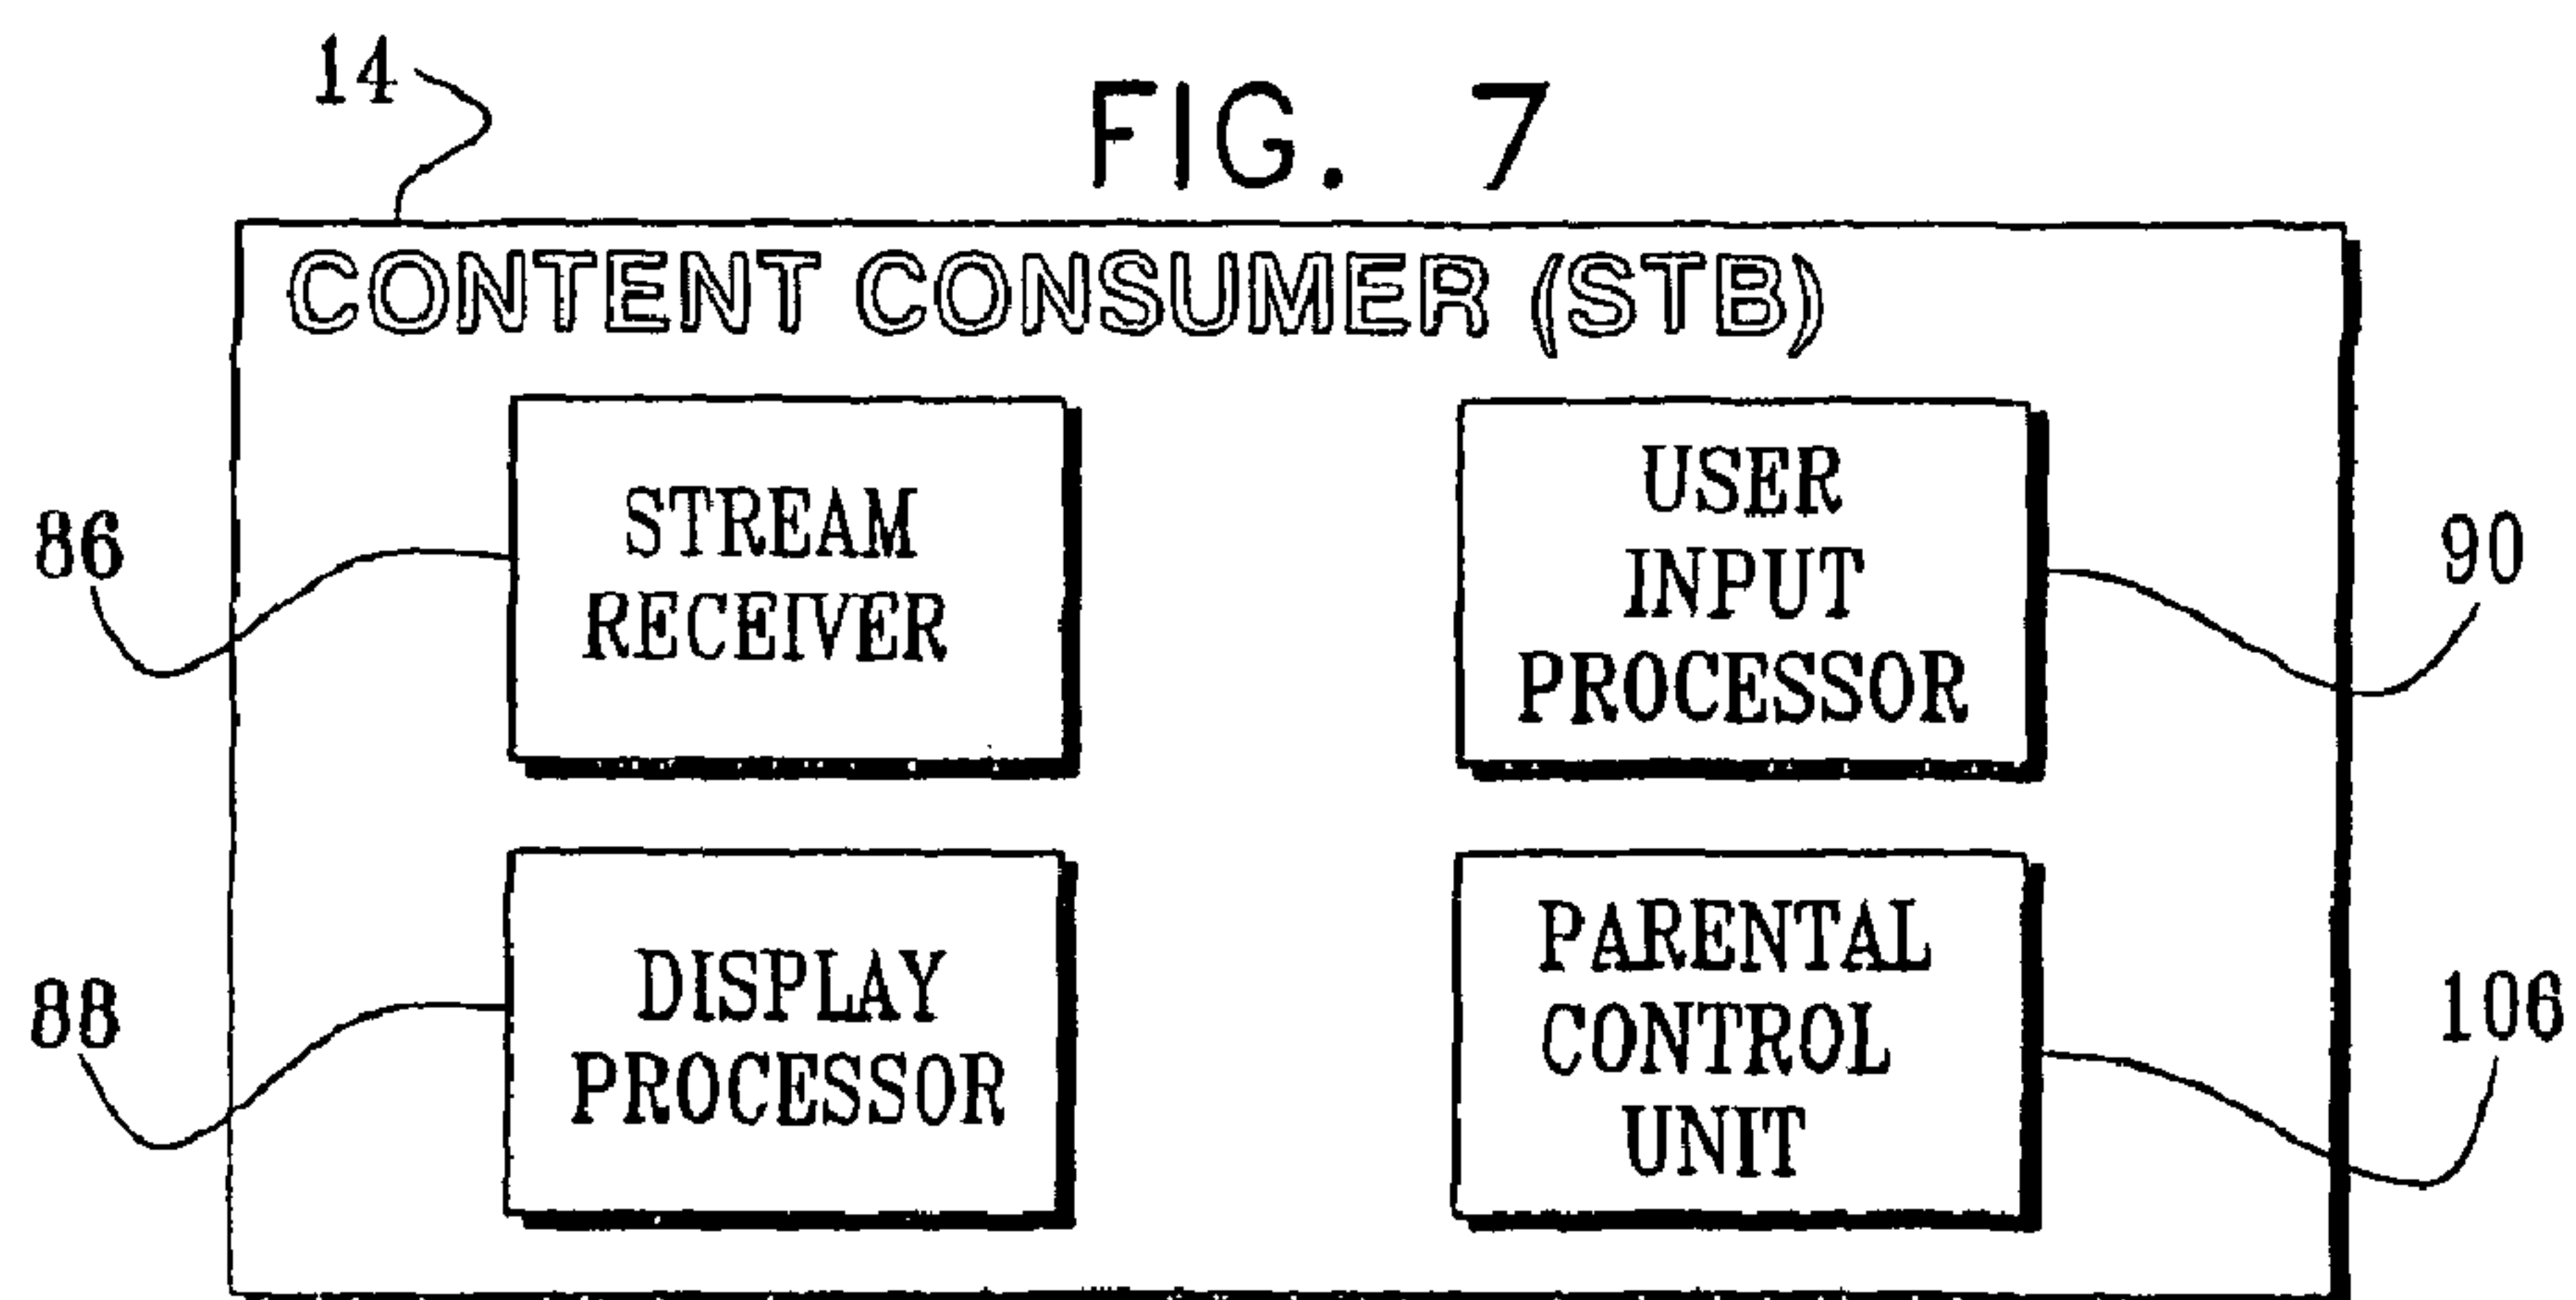 14
FIG. 7
CONTENT CONSUMER (STB)
86
STREAM
RECEIVER
USER
INPUT
PROCESSOR
90
88
DISPLAY
PROCESSOR
PARENTAL
CONTROL
UNIT
106